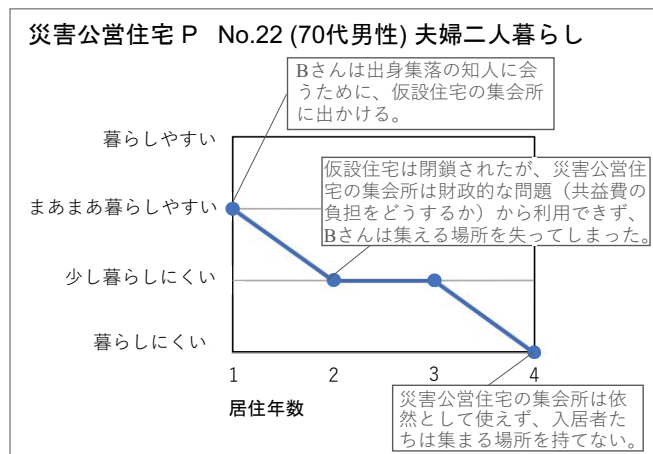 災害公営住宅 P No.22 (70代男性) 夫婦二人暮らし
Bさんは出身集落の知人に会
うために、仮設住宅の集会所
に出かける。
暮らしやすい
仮設住宅は閉鎖されたが、災害公営住
宅の集会所は財政的な問題（共益費の
負担をどうするか）から利用できず、
Bさんは集える場所を失ってしまった。
まあまあ暮らしやすい
少し暮らしにくい
暮らしにくい
1 2 3 4
居住年数
災害公営住宅の集会所は依
然として使えず、入居者た
ちは集まる場所を持てない。